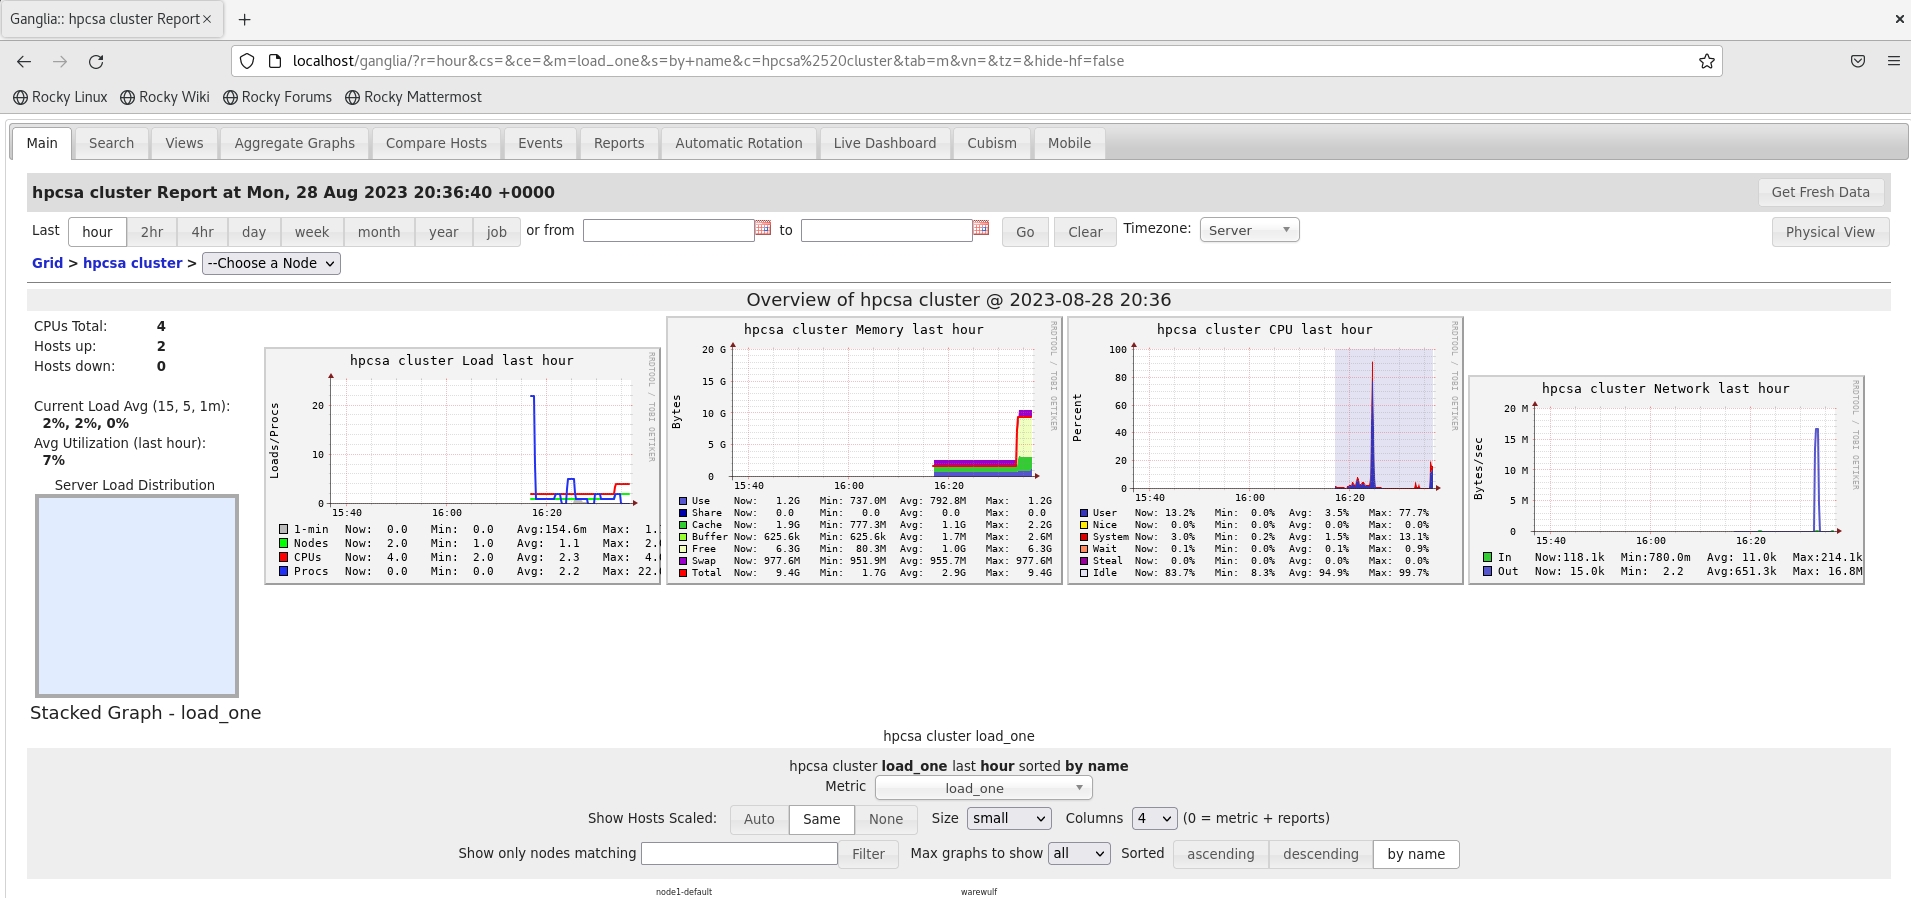 Ganglia:: hpcsa cluster Report ×
+
×
localhost/ganglia/?r=hour&cs=&ce=&m=load_one&s=by+name&c=hpcsa%2520cluster&tab=m&vn=&tz=&hide-hf=false
Rocky Linux Rocky Wiki Rocky Forums Rocky Mattermost
Main Search Views Aggregate Graphs Compare Hosts Events Reports Automatic Rotation Live Dashboard Cubism Mobile
hpcsa cluster Report at Mon, 28 Aug 2023 20:36:40 +0000
Get Fresh Data
Last hour 2hr 4hr day week month year job or from to Go Clear Timezone: Server Physical View
Grid > hpcsa cluster > --Choose a Node
Overview of hpcsa cluster @ 2023-08-28 20:36
CPUs Total: 4
Hosts up: 2
Hosts down: 0
Current Load Avg (15, 5, 1m):
2%, 2%, 0%
Avg Utilization (last hour):
7%
Server Load Distribution
hpcsa cluster Load last hour
RRDTOOL / TOBI OETIKER
Loads/Procs
20
10
0
15:40 16:00 16:20
1-min Now: 0.0 Min: 0.0 Avg:154.6m Max: 1.
Nodes Now: 2.0 Min: 1.0 Avg: 1.1 Max: 2.
CPUs Now: 4.0 Min: 2.0 Avg: 2.3 Max: 4.
Procs Now: 0.0 Min: 0.0 Avg: 2.2 Max: 22.
hpcsa cluster Memory last hour
RRDTOOL / TOBI OETIKER
Bytes
20 G
15 G
10 G
5 G
0
15:40 16:00 16:20
Use Now: 1.2G Min: 737.0M Avg: 792.8M Max: 1.2G
Share Now: 0.0 Min: 0.0 Avg: 0.0 Max: 0.0
Cache Now: 1.9G Min: 777.3M Avg: 1.1G Max: 2.2G
Buffer Now: 625.6k Min: 625.6k Avg: 1.7M Max: 2.6M
Free Now: 6.3G Min: 80.3M Avg: 1.0G Max: 6.3G
Swap Now: 977.6M Min: 951.9M Avg: 955.7M Max: 977.6M
Total Now: 9.4G Min: 1.7G Avg: 2.9G Max: 9.4G
hpcsa cluster CPU last hour
RRDTOOL / TOBI OETIKER
Percent
100
80
60
40
20
0
15:40 16:00 16:20
User Now: 13.2% Min: 0.0% Avg: 3.5% Max: 77.7%
Nice Now: 0.0% Min: 0.0% Avg: 0.0% Max: 0.0%
System Now: 3.0% Min: 0.2% Avg: 1.5% Max: 13.1%
Wait Now: 0.1% Min: 0.0% Avg: 0.1% Max: 0.9%
Steal Now: 0.0% Min: 0.0% Avg: 0.0% Max: 0.0%
Idle Now: 83.7% Min: 8.3% Avg: 94.9% Max: 99.7%
hpcsa cluster Network last hour
RRDTOOL / TOBI OETIKER
Bytes/sec
20 M
15 M
10 M
5 M
0
15:40 16:00 16:20
In Now:118.1k Min:780.0m Avg: 11.0k Max:214.1k
Out Now: 15.0k Min: 2.2 Avg:651.3k Max: 16.8M
Stacked Graph - load_one
hpcsa cluster load_one
hpcsa cluster load_one last hour sorted by name
Metric load_one
Show Hosts Scaled: Auto Same None Size small Columns 4 (0 = metric + reports)
Show only nodes matching Filter Max graphs to show all Sorted ascending descending by name
node1-default warewulf